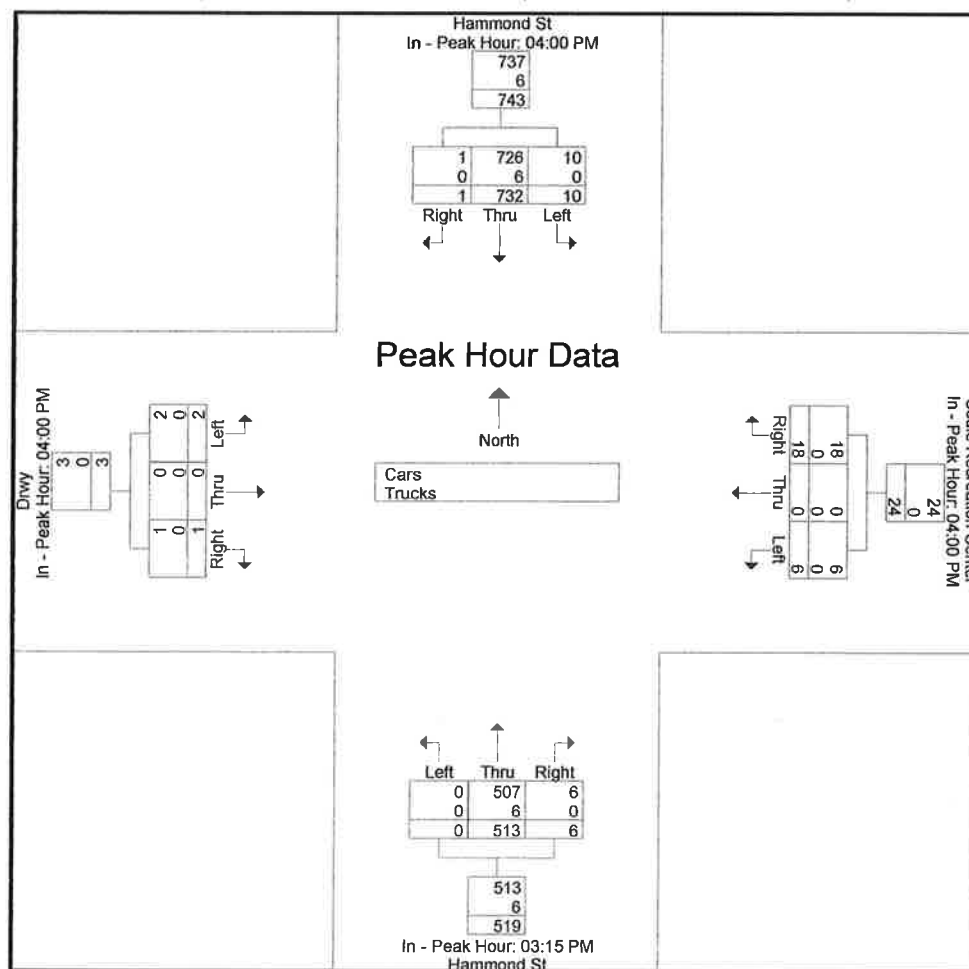 Hammond St
In - Peak Hour: 04:00 PM
737
6
743
1 726 10
0 6 0
1 732 10
Right Thru Left
Peak Hour Data
North
Cars
Trucks
Drwy
In - Peak Hour: 04:00 PM
3
0
3
2 0 2
0 0 0
1 0 1
Left
Thru
Right
Right
Thru
Left
18 0 18
0 0 0
6 0 6
24
0
24
In - Peak Hour: 04:00 PM
Left Thru Right
0 507 6
0 6 0
0 513 6
513
6
519
In - Peak Hour: 03:15 PM
Hammond St